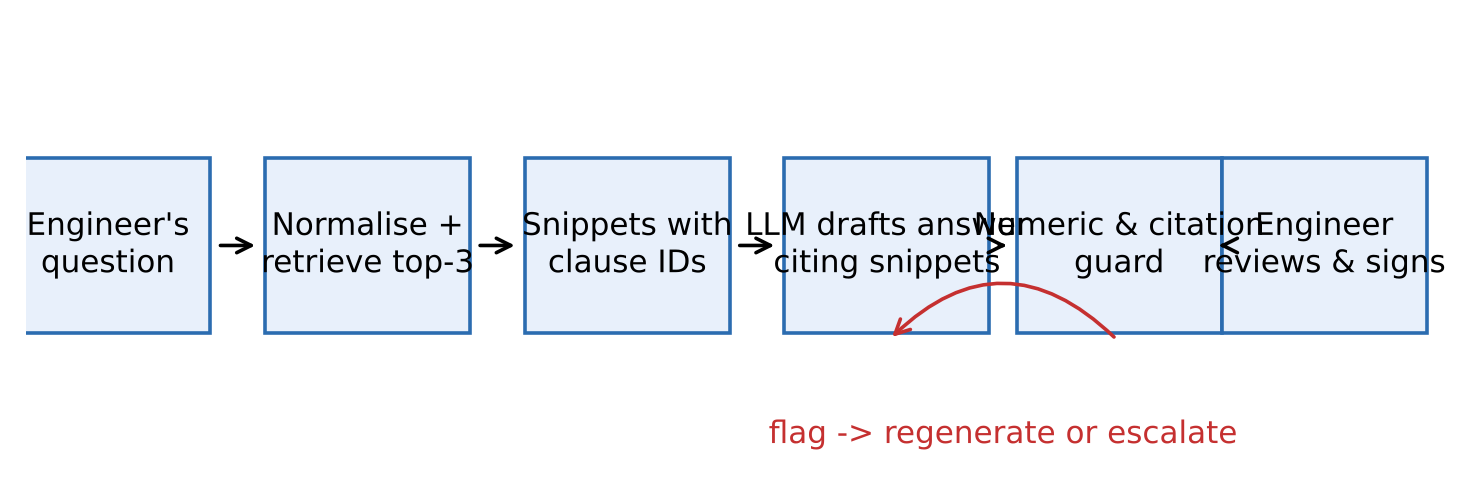 Engineer's
question
Normalise +
retrieve top-3
Snippets with
clause IDs
LLM drafts answer
citing snippets
Numeric & citation
guard
Engineer
reviews & signs
flag -> regenerate or escalate